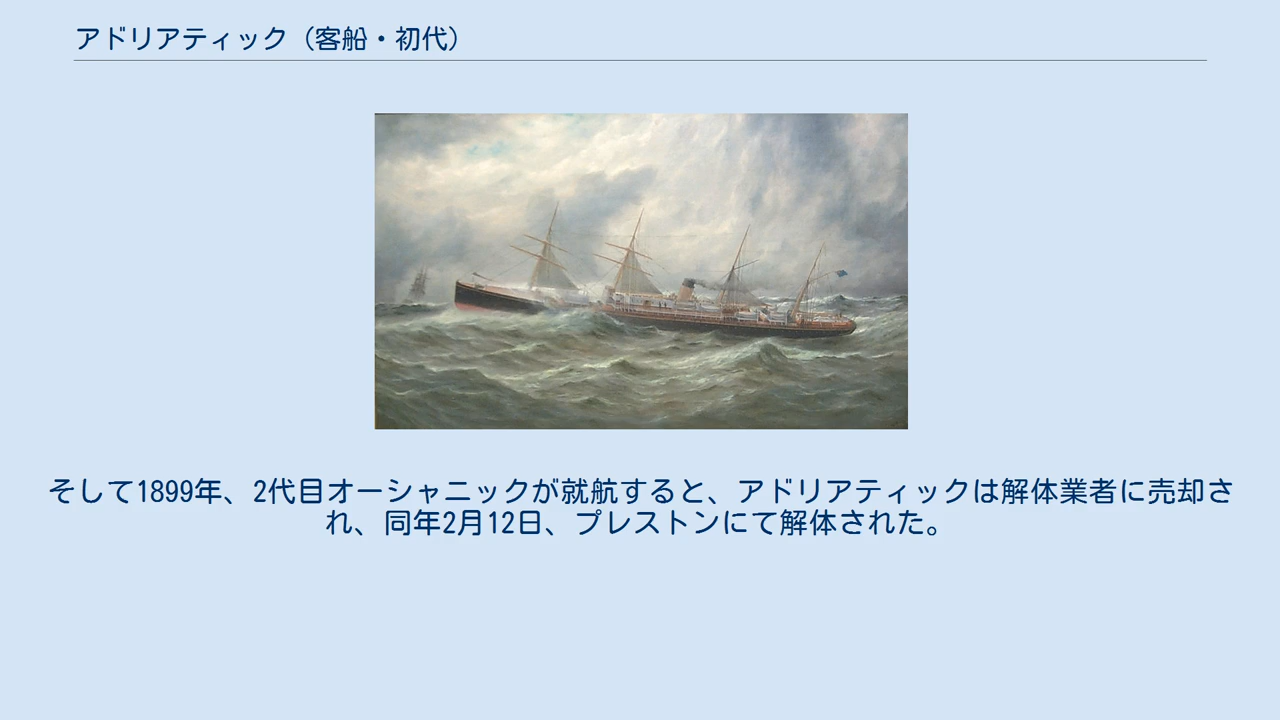 アドリアティック（客船・初代）
そして1899年、2代目オーシャニックが就航すると、アドリアティックは解体業者に売却さ
れ、同年2月12日、プレストンにて解体された。